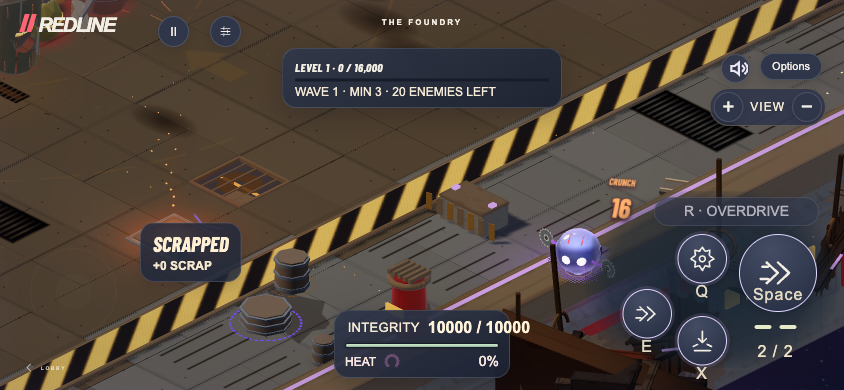 REDLINE
THE FOUNDRY
LEVEL 1 · 0 / 16,000
WAVE 1 · MIN 3 · 20 ENEMIES LEFT
Options
+ VIEW −
CRUNCH
16
R · OVERDRIVE
SCRAPPED
+0 SCRAP
Q
Space
E
2 / 2
X
INTEGRITY 10000 / 10000
HEAT 0%
LOBBY